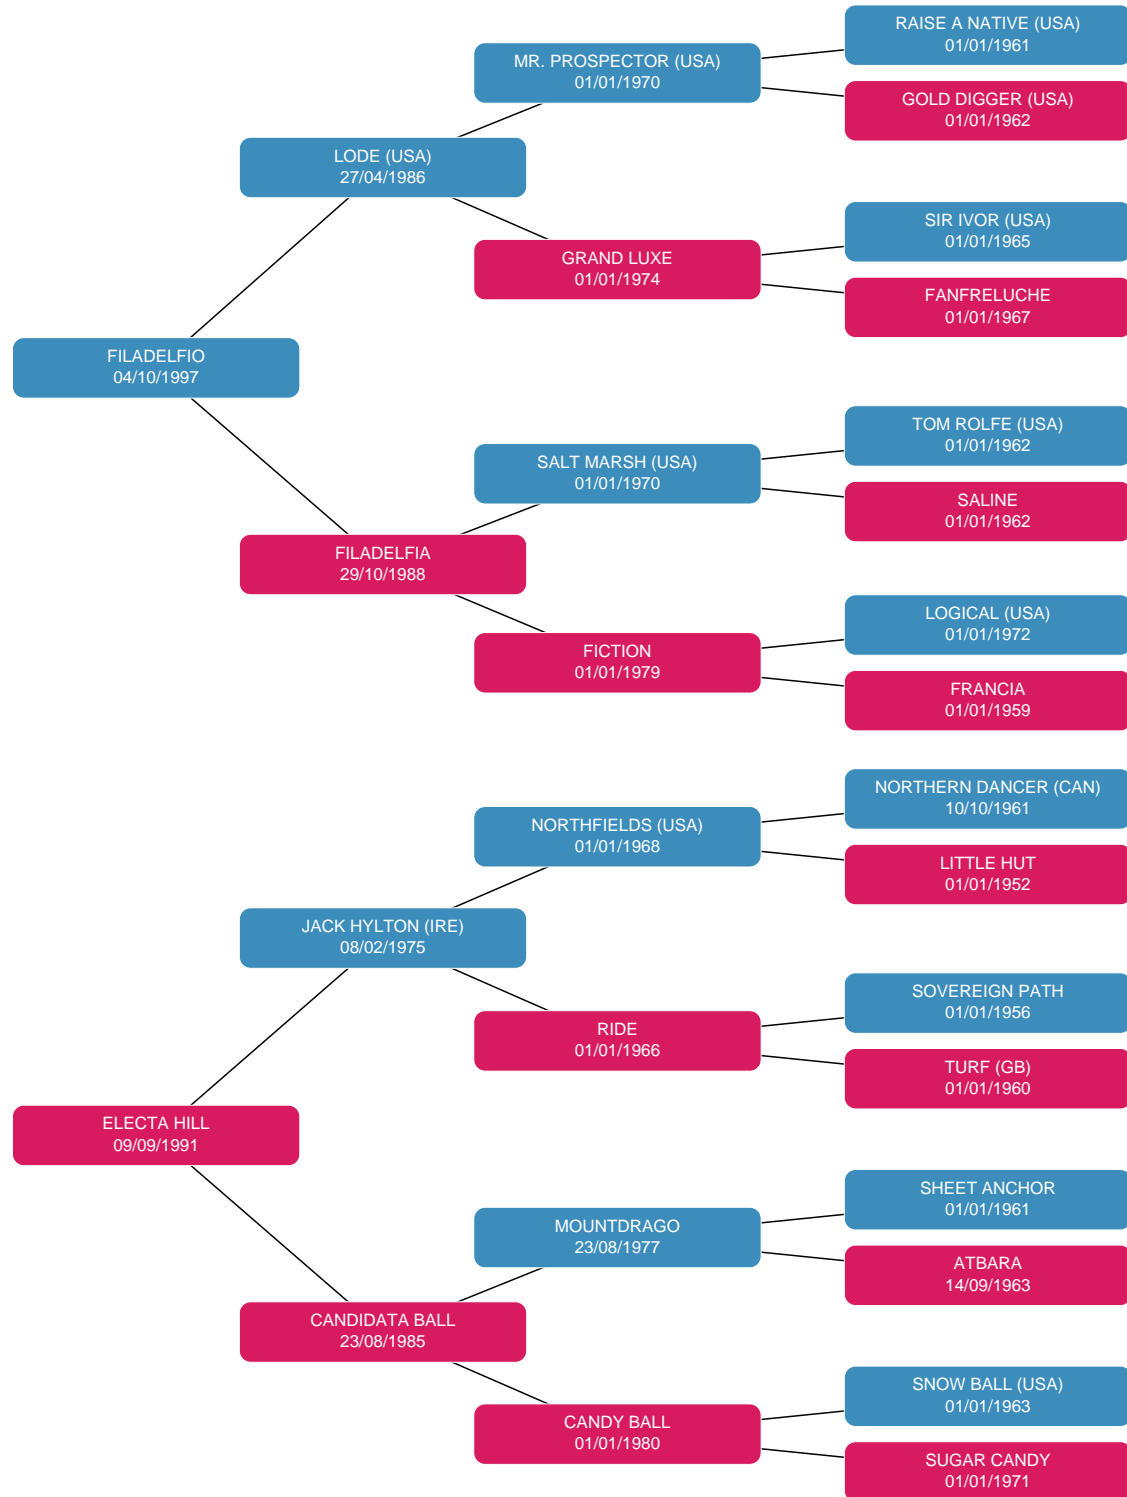 RAISE A NATIVE (USA)
01/01/1961
MR. PROSPECTOR (USA)
01/01/1970
GOLD DIGGER (USA)
01/01/1962
LODE (USA)
27/04/1986
SIR IVOR (USA)
01/01/1965
GRAND LUXE
01/01/1974
FANFRELUCHE
01/01/1967
FILADELFIO
04/10/1997
TOM ROLFE (USA)
01/01/1962
SALT MARSH (USA)
01/01/1970
SALINE
01/01/1962
FILADELFIA
29/10/1988
LOGICAL (USA)
01/01/1972
FICTION
01/01/1979
FRANCIA
01/01/1959
NORTHERN DANCER (CAN)
10/10/1961
NORTHFIELDS (USA)
01/01/1968
LITTLE HUT
01/01/1952
JACK HYLTON (IRE)
08/02/1975
SOVEREIGN PATH
01/01/1956
RIDE
01/01/1966
TURF (GB)
01/01/1960
ELECTA HILL
09/09/1991
SHEET ANCHOR
01/01/1961
MOUNTDRAGO
23/08/1977
ATBARA
14/09/1963
CANDIDATA BALL
23/08/1985
SNOW BALL (USA)
01/01/1963
CANDY BALL
01/01/1980
SUGAR CANDY
01/01/1971